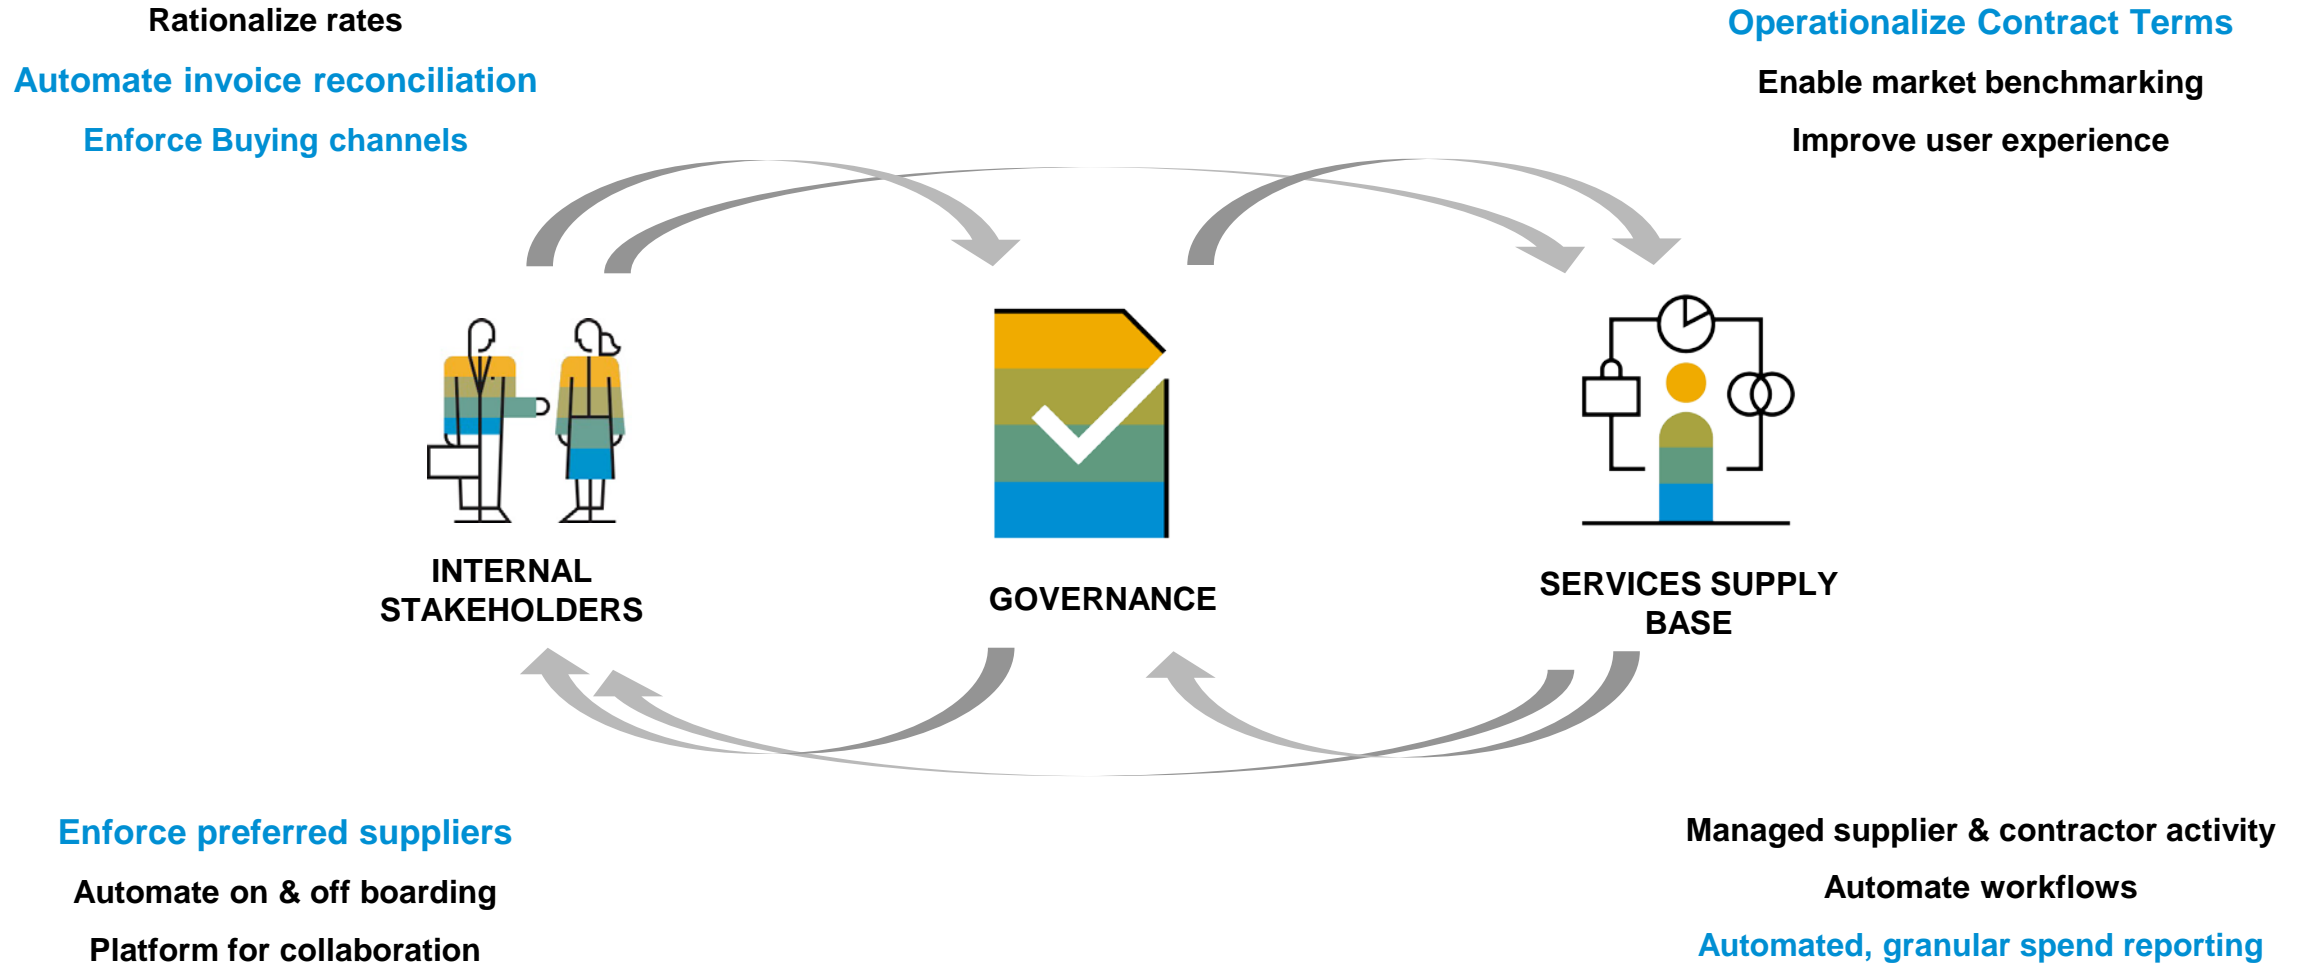 Rationalize rates
Automate invoice reconciliation
Enforce Buying channels
Operationalize Contract Terms
Enable market benchmarking
Improve user experience
INTERNAL
STAKEHOLDERS
GOVERNANCE
SERVICES SUPPLY
BASE
Enforce preferred suppliers
Automate on & off boarding
Platform for collaboration
Managed supplier & contractor activity
Automate workflows
Automated, granular spend reporting